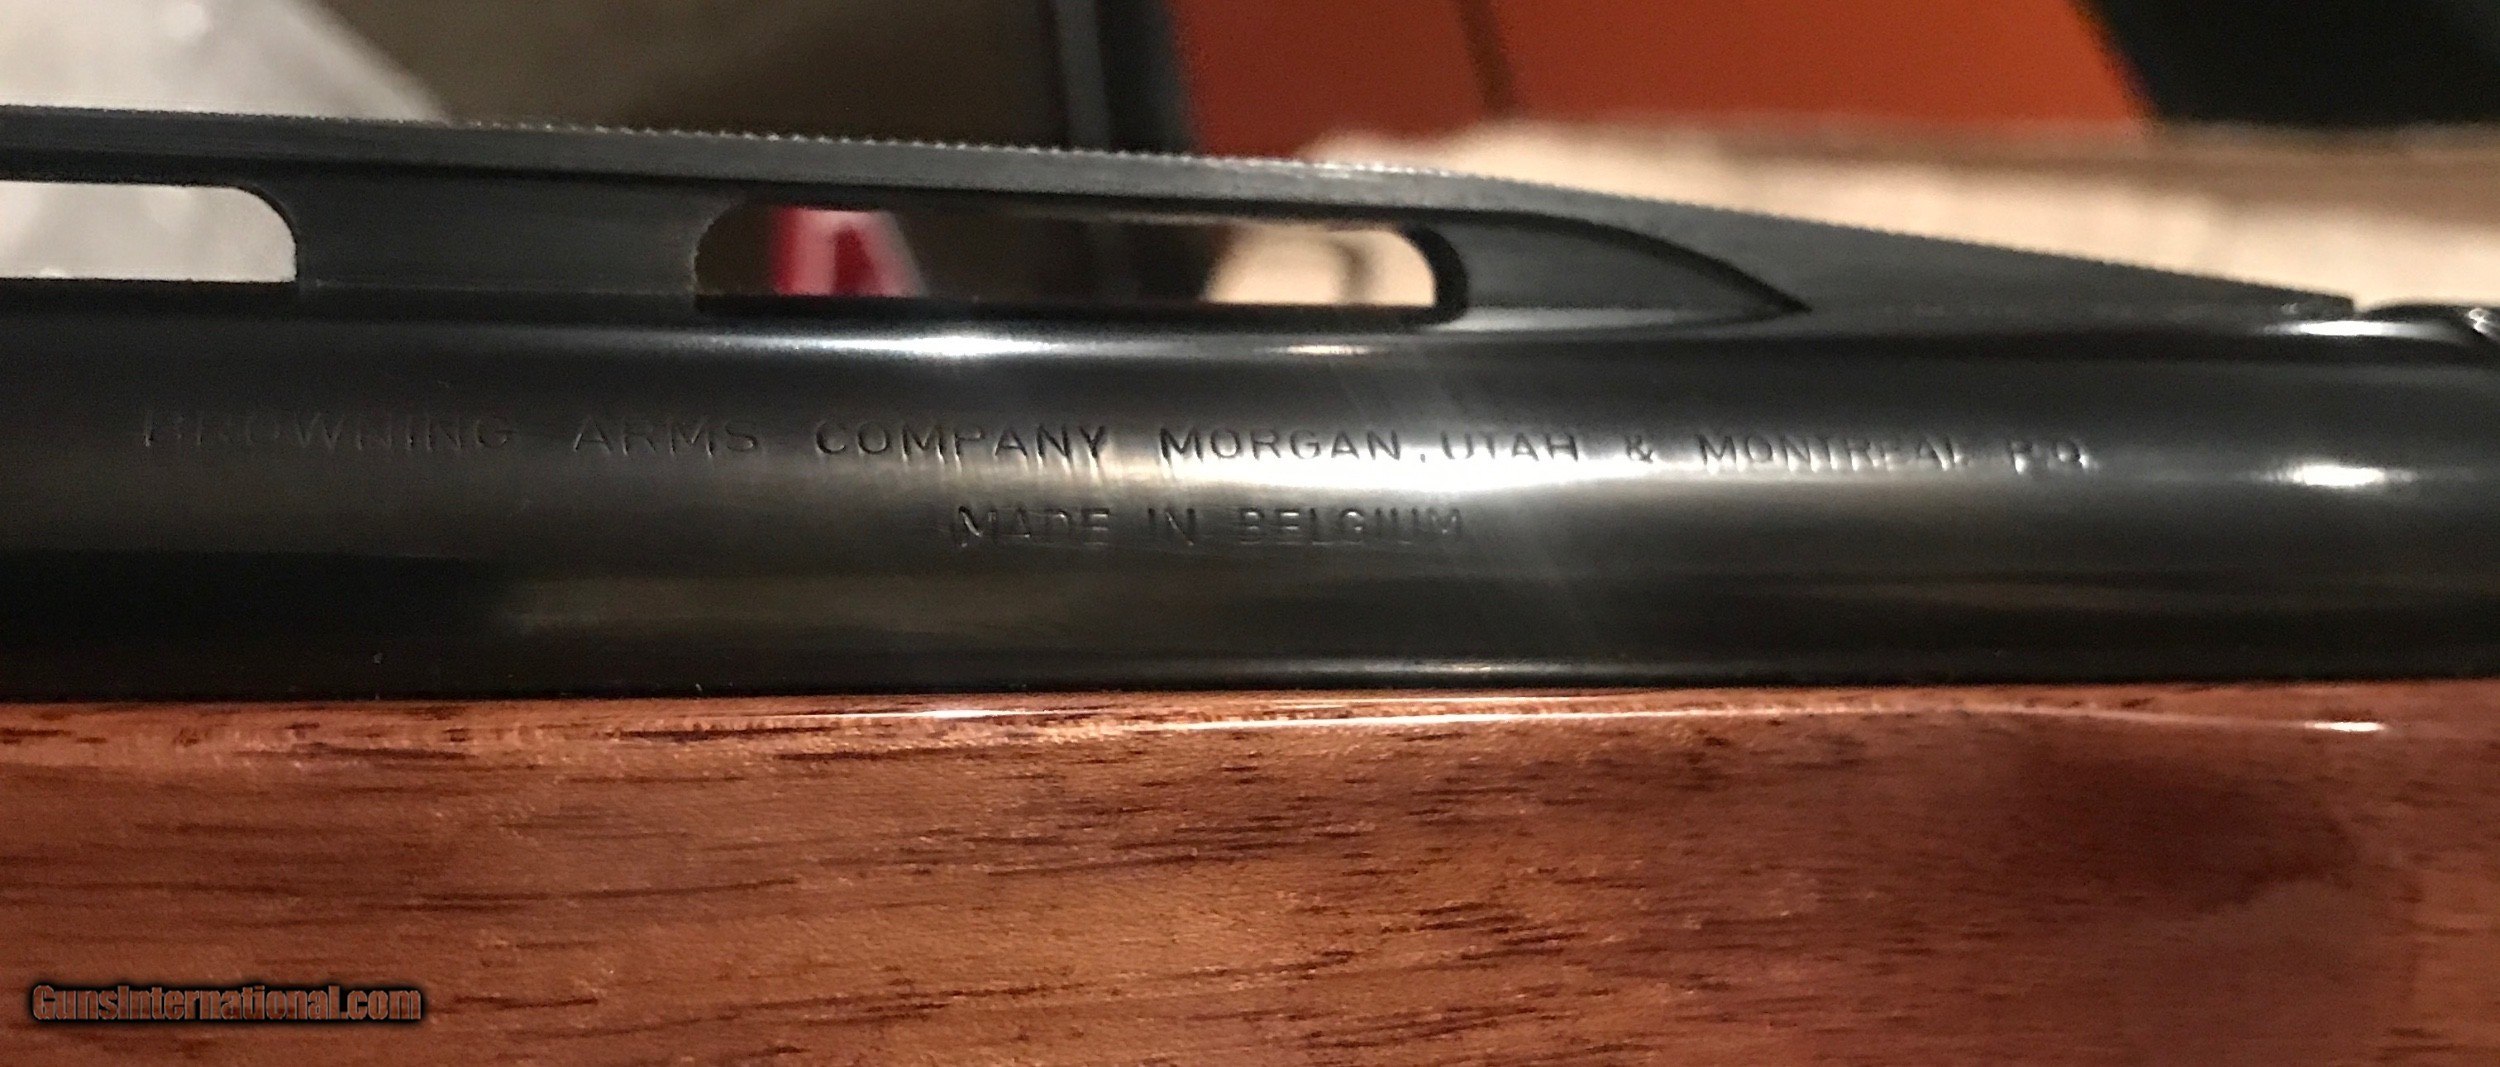 BROWNING ARMS COMPANY MORGAN, UTAH & MONTREAL P.Q.
MADE IN BELGIUM
GunsInternational.com